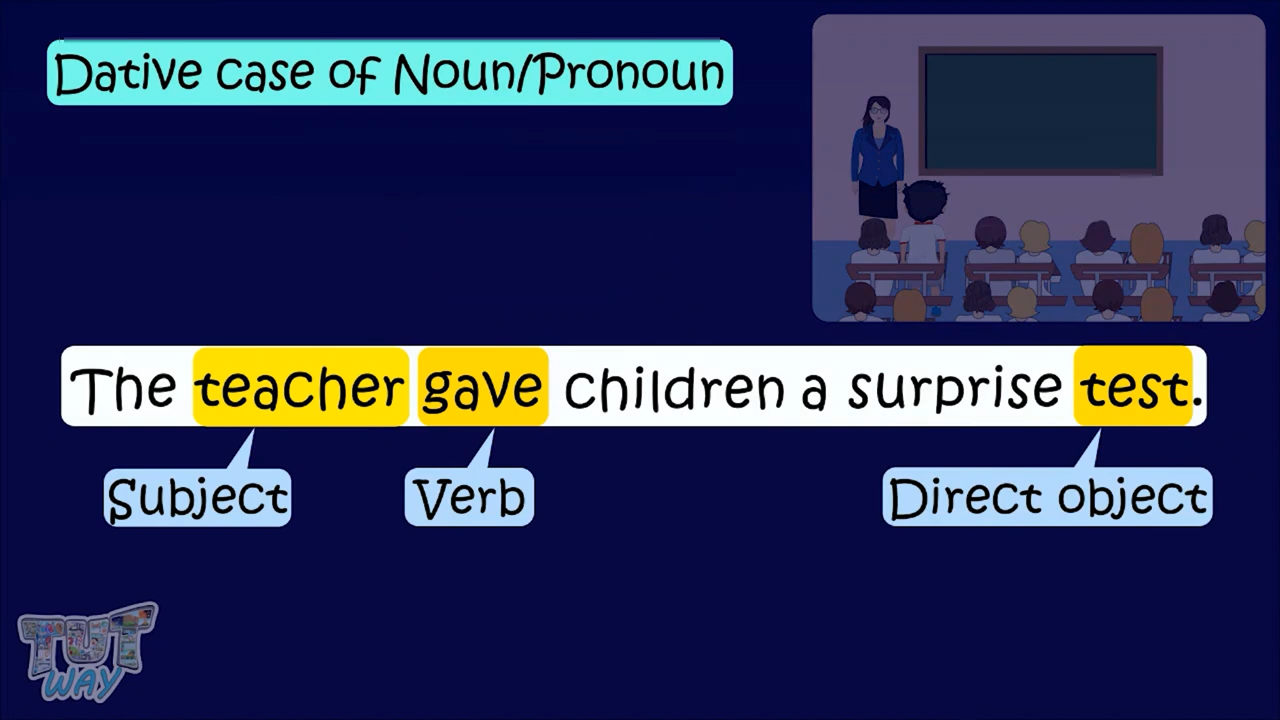 Dative case of Noun/Pronoun
The teacher gave children a surprise test.
Subject
Verb
Direct object
TUT
WAY